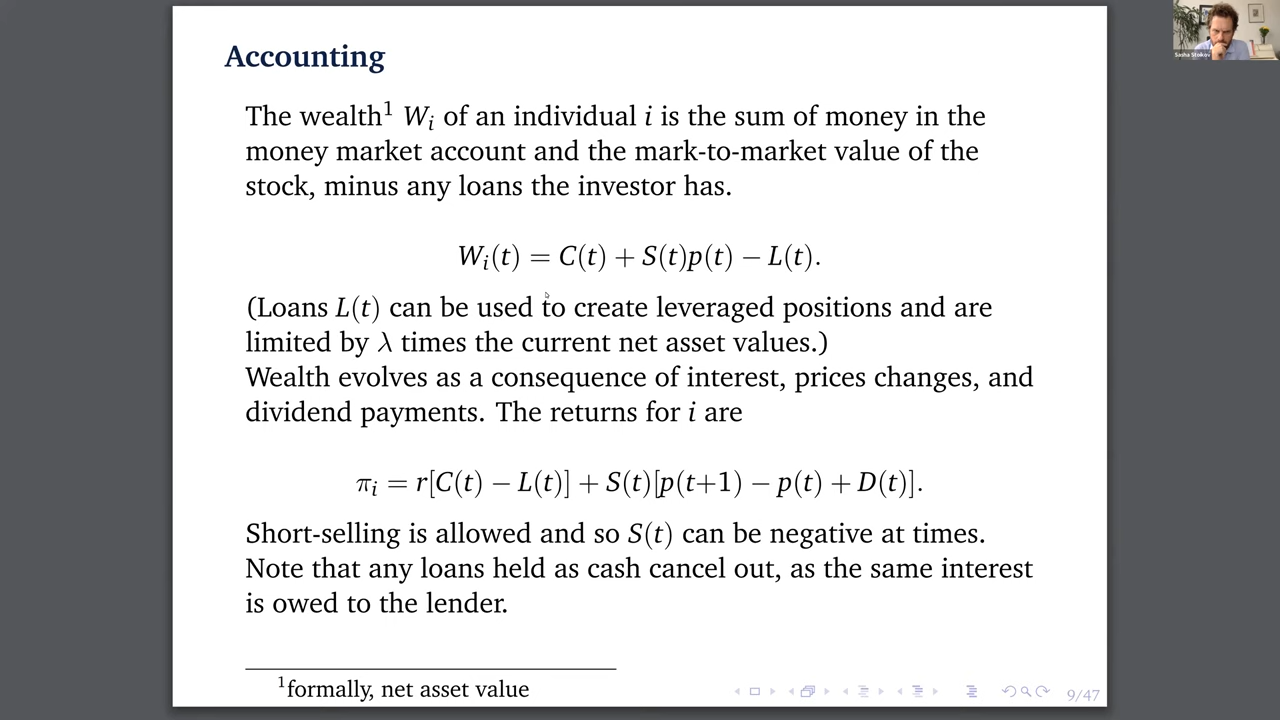 Accounting
The wealth¹ Wᵢ of an individual i is the sum of money in the
money market account and the mark-to-market value of the
stock, minus any loans the investor has.
Wᵢ(t) = C(t) + S(t)p(t) − L(t).
(Loans L(t) can be used to create leveraged positions and are
limited by λ times the current net asset values.)
Wealth evolves as a consequence of interest, prices changes, and
dividend payments. The returns for i are
πᵢ = r[C(t) − L(t)] + S(t)[p(t+1) − p(t) + D(t)].
Short-selling is allowed and so S(t) can be negative at times.
Note that any loans held as cash cancel out, as the same interest
is owed to the lender.
¹formally, net asset value
9/47
Sasha Stoikov